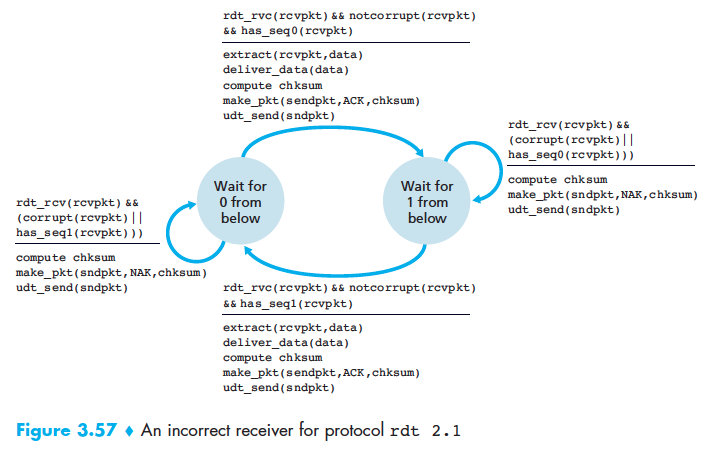 rdt_rvc(rcvpkt)&& notcorrupt(rcvpkt)
&& has_seq0(rcvpkt)
extract(rcvpkt,data)
deliver_data(data)
compute chksum
make_pkt(sendpkt,ACK,chksum)
udt_send(sndpkt)
rdt_rcv(rcvpkt)&&
(corrupt(rcvpkt)||
has_seq0(rcvpkt)))
compute chksum
make_pkt(sndpkt,NAK,chksum)
udt_send(sndpkt)
Wait for
0 from
below
Wait for
1 from
below
rdt_rcv(rcvpkt)&&
(corrupt(rcvpkt)||
has_seq1(rcvpkt)))
compute chksum
make_pkt(sndpkt,NAK,chksum)
udt_send(sndpkt)
rdt_rvc(rcvpkt)&& notcorrupt(rcvpkt)
&& has_seq1(rcvpkt)
extract(rcvpkt,data)
deliver_data(data)
compute chksum
make_pkt(sendpkt,ACK,chksum)
udt_send(sndpkt)
Figure 3.57 ♦ An incorrect receiver for protocol rdt 2.1